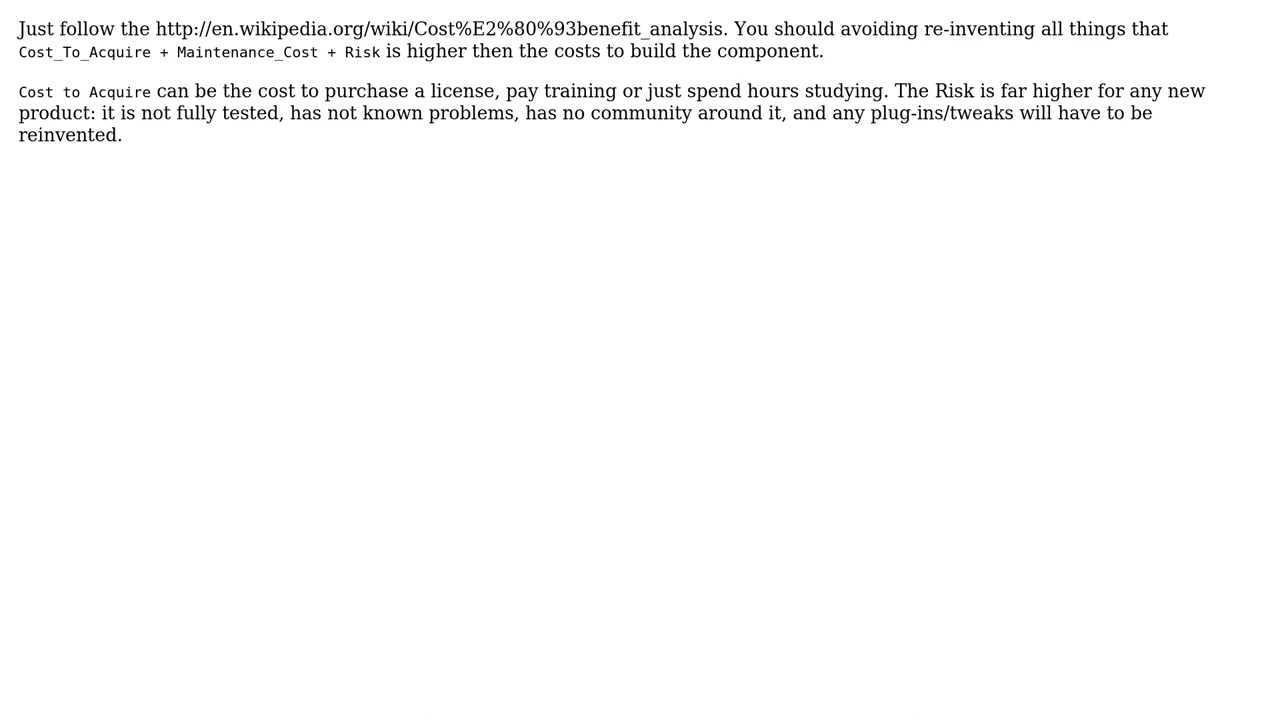 Just follow the http://en.wikipedia.org/wiki/Cost%E2%80%93benefit_analysis. You should avoiding re-inventing all things that
Cost_To_Acquire + Maintenance_Cost + Risk is higher then the costs to build the component.
Cost to Acquire can be the cost to purchase a license, pay training or just spend hours studying. The Risk is far higher for any new
product: it is not fully tested, has not known problems, has no community around it, and any plug-ins/tweaks will have to be
reinvented.